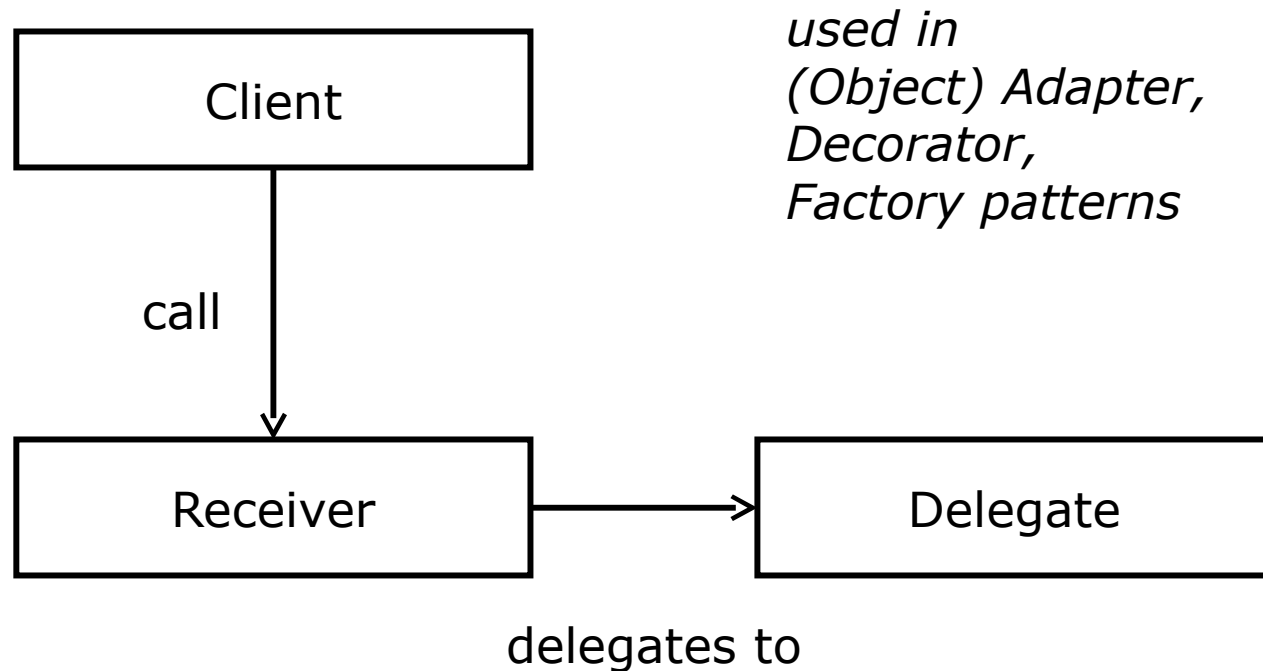 Client
used in
(Object) Adapter,
Decorator,
Factory patterns
call
Receiver
Delegate
delegates to